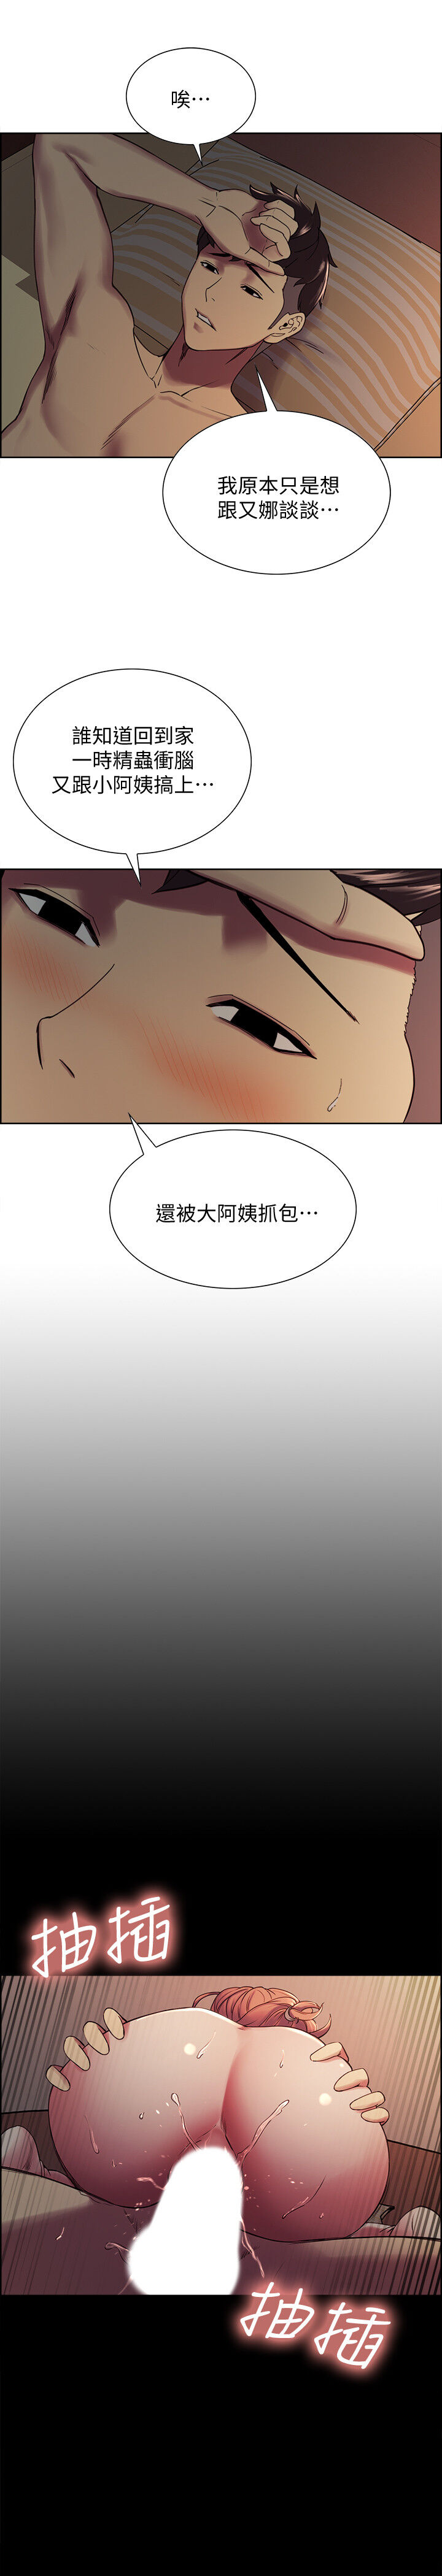 唉⋯
我原本只是想
跟又娜談談⋯
誰知道回到家
一時精蟲衝腦
又跟小阿姨搞上⋯
還被大阿姨抓包⋯
抽插
抽插